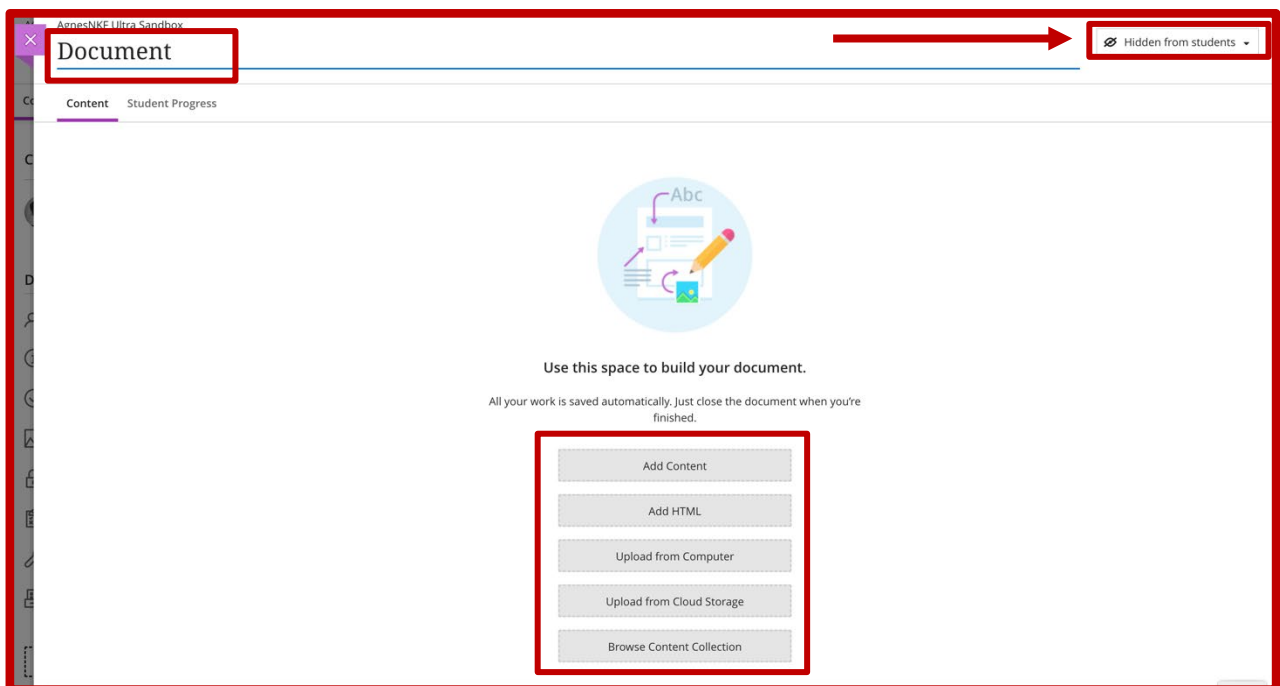 AgnesNKF Ultra Sandbox
Document
Hidden from students
Content Student Progress
Abc
Use this space to build your document.
All your work is saved automatically. Just close the document when you're
finished.
Add Content
Add HTML
Upload from Computer
Upload from Cloud Storage
Browse Content Collection